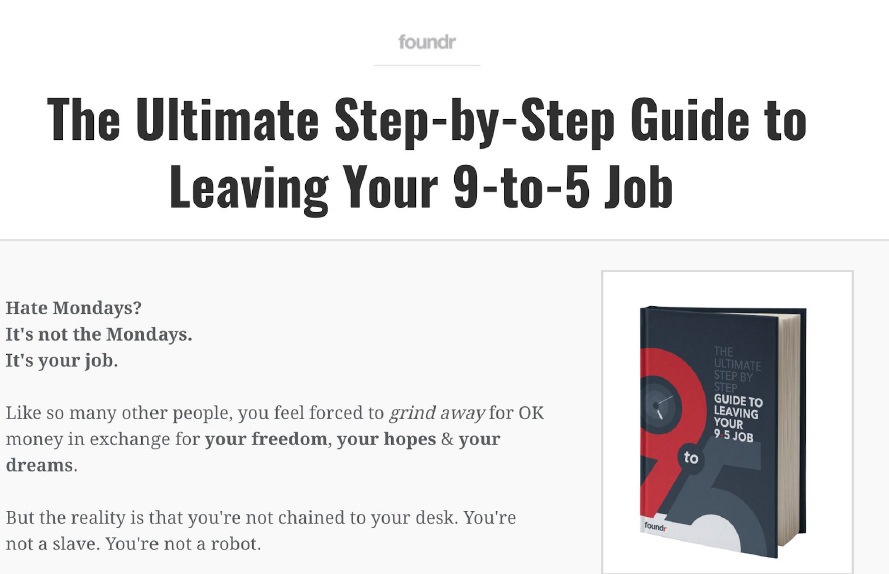 foundr
The Ultimate Step-by-Step Guide to
Leaving Your 9-to-5 Job
Hate Mondays?
It's not the Mondays.
It's your job.
Like so many other people, you feel forced to grind away for OK
money in exchange for your freedom, your hopes & your
dreams.
But the reality is that you're not chained to your desk. You're
not a slave. You're not a robot.
THE
ULTIMATE
STEP BY
STEP
GUIDE TO
LEAVING
YOUR
9 5 JOB
9
to
5
foundr